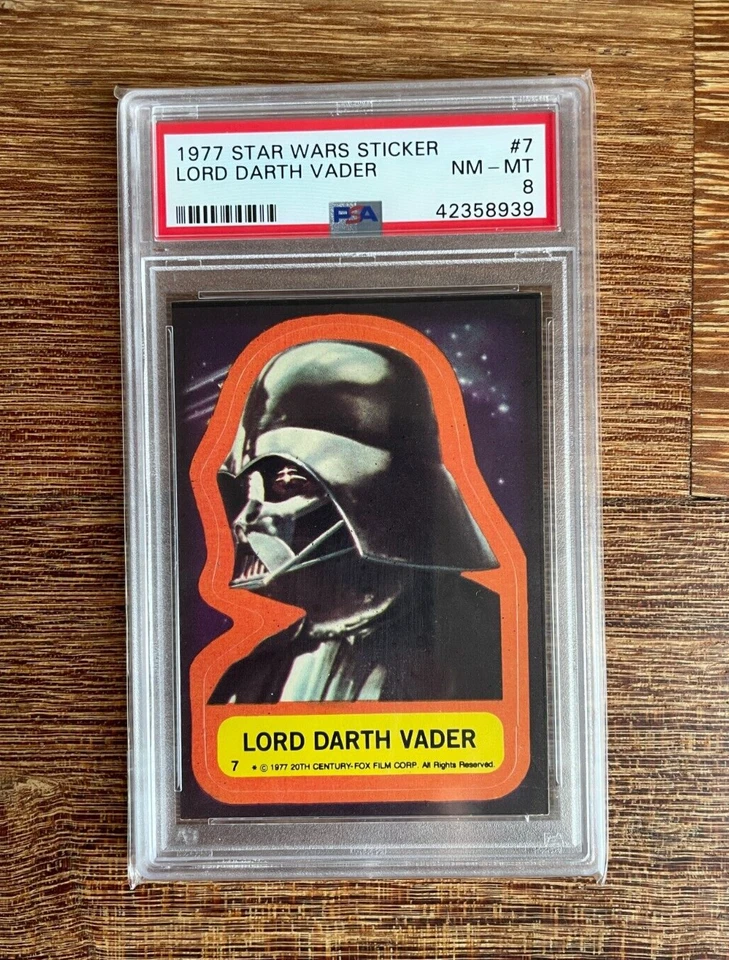 1977 STAR WARS STICKER #7
LORD DARTH VADER NM - MT
8
PSA 42358939
LORD DARTH VADER
7 * © 1977 20TH CENTURY-FOX FILM CORP. All Rights Reserved.